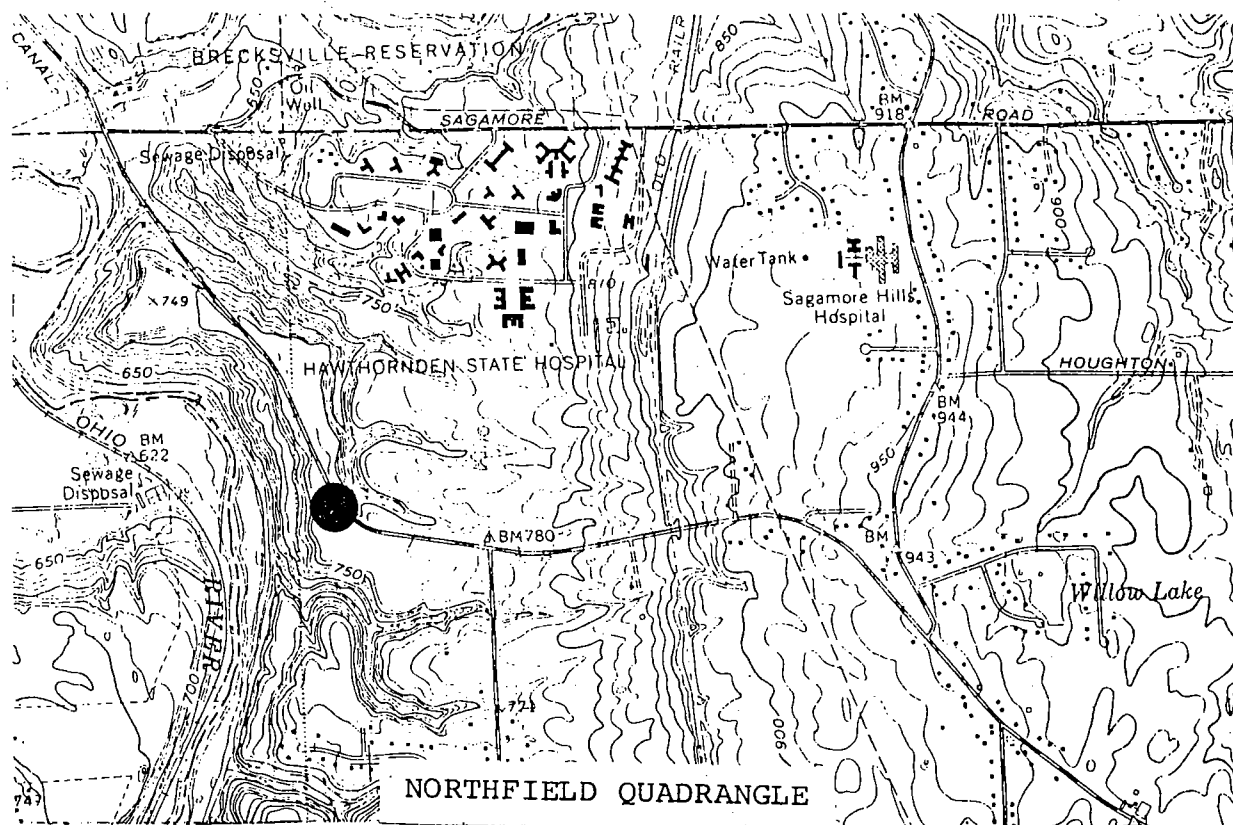 CANAL
BRECKSVILLE RESERVATION
Oil
Well
650
850
BM
918
SAGAMORE
ROAD
Sewage Disposal
OLD
900
Water Tank
Sagamore Hills
Hospital
810
×749
750
HAWTHORNDEN STATE HOSPITAL
HOUGHTON
650
BM
944
OHIO
BM
622
Sewage
Disposal
950
BM780
BM
943
650
750
Willow Lake
RIVER
700
900
NORTHFIELD QUADRANGLE